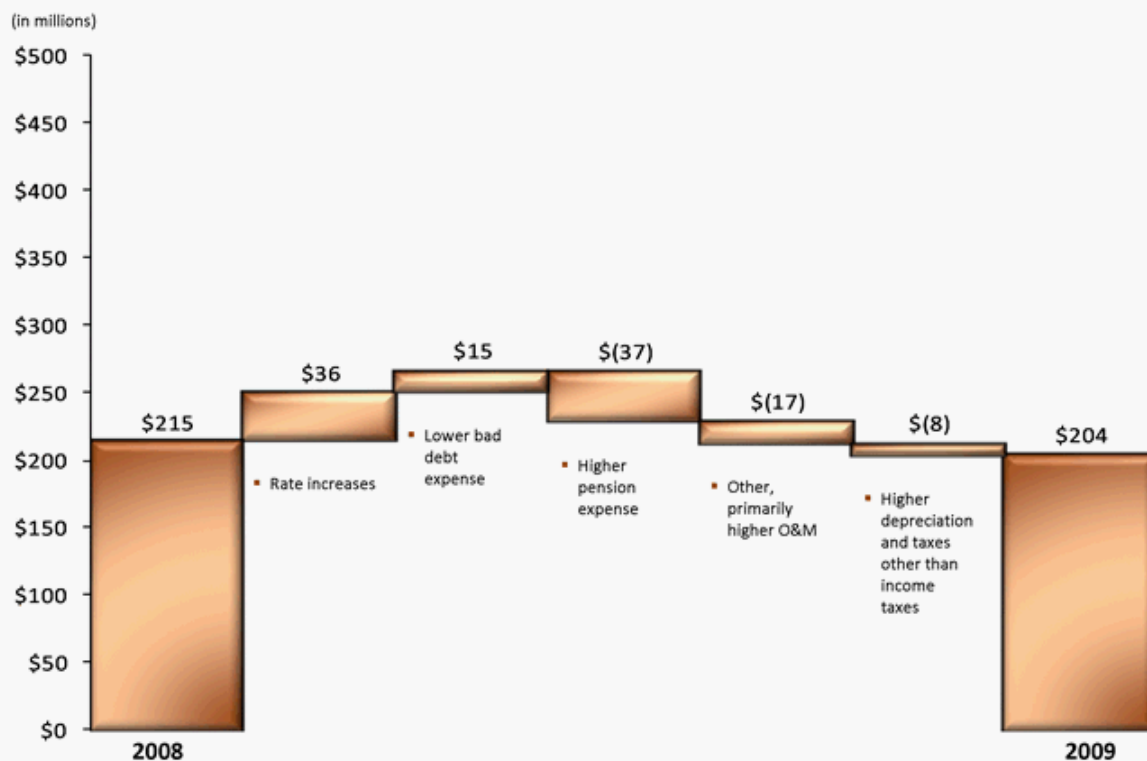 (in millions)
$500
$450
$400
$350
$300
$250
$200
$150
$100
$50
$0
$215
$36
$15
$(37)
$(17)
$(8)
$204
▪ Rate increases
▪ Lower bad
debt
expense
▪ Higher
pension
expense
▪ Other,
primarily
higher O&M
▪ Higher
depreciation
and taxes
other than
income
taxes
2008
2009